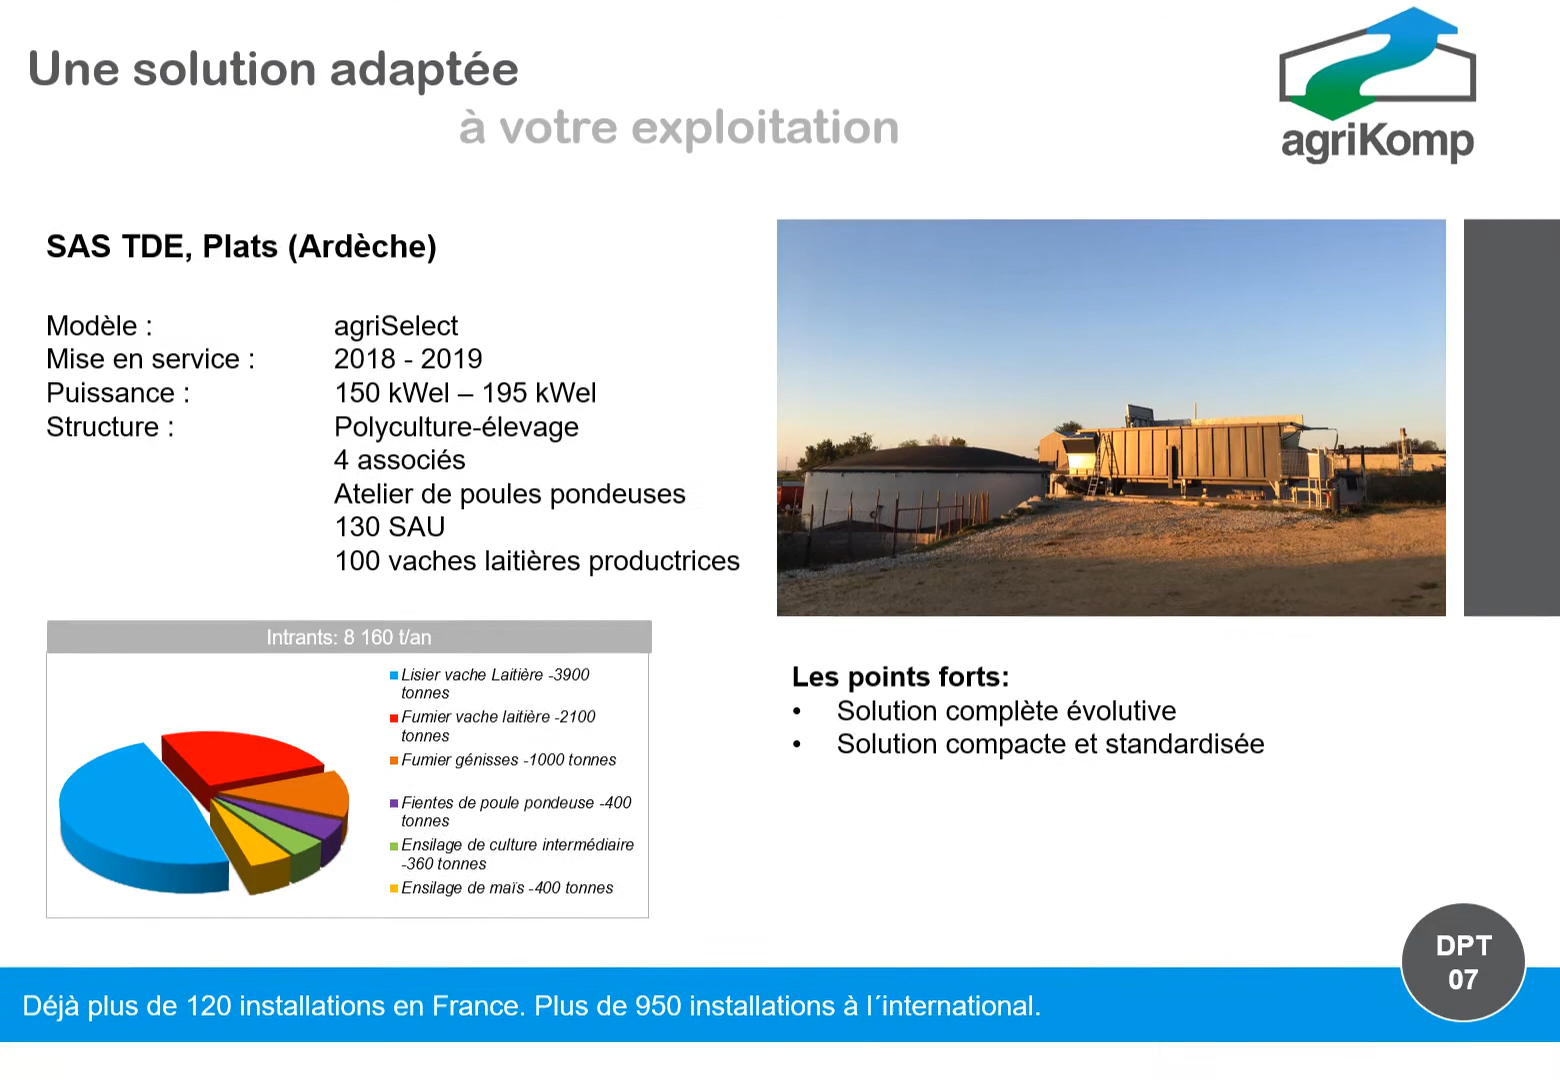 Une solution adaptée
à votre exploitation
agriKomp
SAS TDE, Plats (Ardèche)
Modèle : agriSelect
Mise en service : 2018 - 2019
Puissance : 150 kWel – 195 kWel
Structure : Polyculture-élevage
4 associés
Atelier de poules pondeuses
130 SAU
100 vaches laitières productrices
Intrants: 8 160 t/an
Lisier vache Laitière -3900
tonnes
Fumier vache laitière -2100
tonnes
Fumier génisses -1000 tonnes
Fientes de poule pondeuse -400
tonnes
Ensilage de culture intermédiaire
-360 tonnes
Ensilage de maïs -400 tonnes
Les points forts:
• Solution complète évolutive
• Solution compacte et standardisée
DPT
07
Déjà plus de 120 installations en France. Plus de 950 installations à l´international.